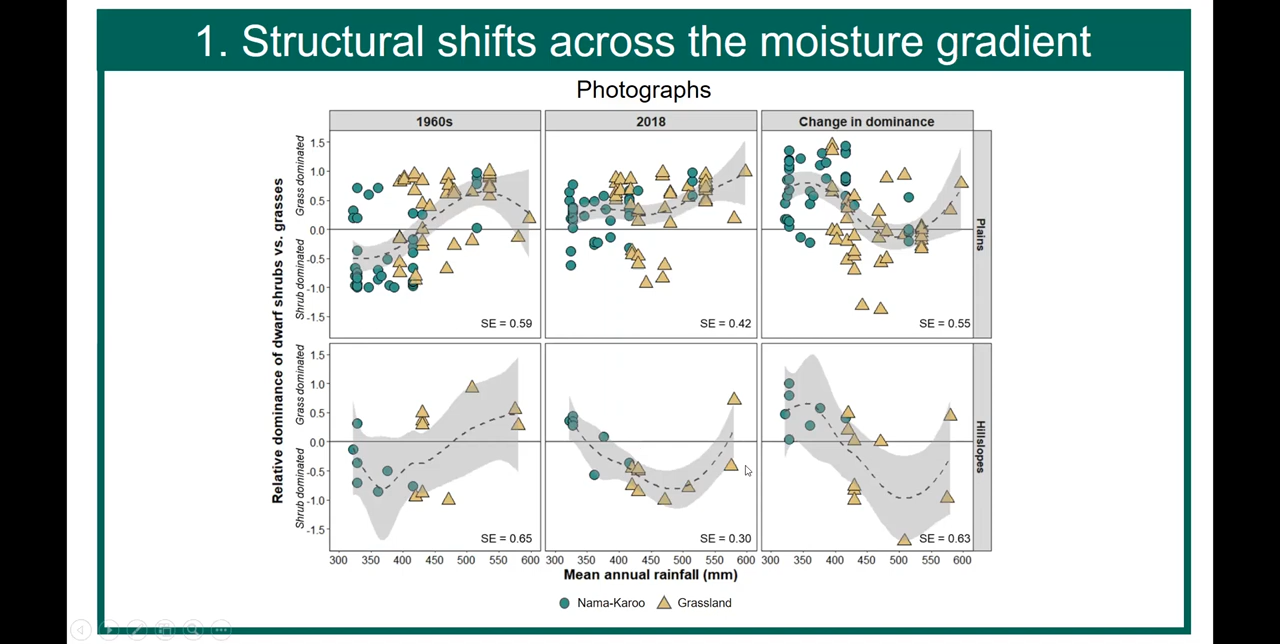 1. Structural shifts across the moisture gradient
Photographs
1960s
2018
Change in dominance
Relative dominance of dwarf shrubs vs. grasses
Grass dominated
Shrub dominated
1.5
1.0
0.5
0.0
-0.5
-1.0
-1.5
SE = 0.59
SE = 0.42
SE = 0.55
Plains
Grass dominated
Shrub dominated
1.5
1.0
0.5
0.0
-0.5
-1.0
-1.5
SE = 0.65
SE = 0.30
SE = 0.63
Hillslopes
300 350 400 450 500 550 600
300 350 400 450 500 550 600
300 350 400 450 500 550 600
Mean annual rainfall (mm)
Nama-Karoo Grassland